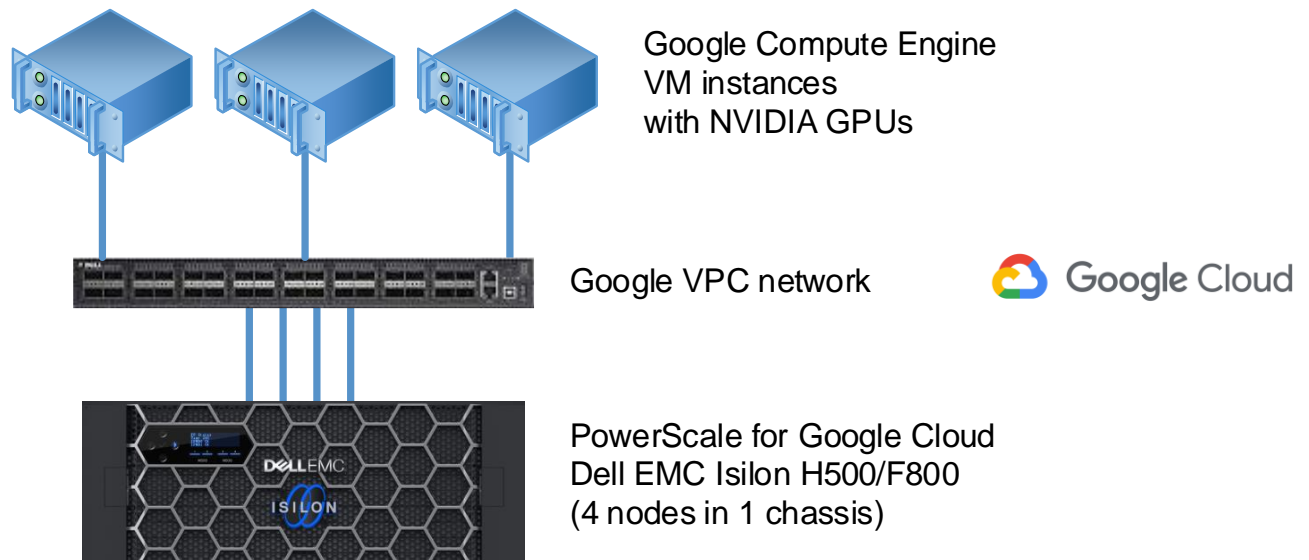 Google Compute Engine
VM instances
with NVIDIA GPUs
DELL
Google VPC network
Google Cloud
PowerScale for Google Cloud
Dell EMC Isilon H500/F800
(4 nodes in 1 chassis)
DELLEMC
ISILON